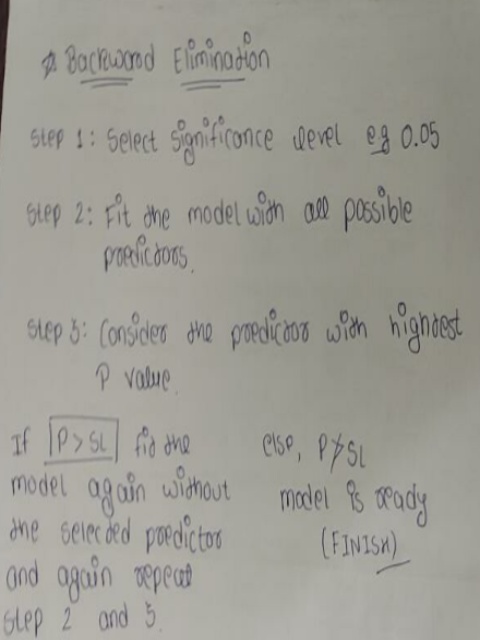 Backward Elimination
Step 1: Select Significance level eg 0.05
Step 2: Fit the model with all possible
predictors.
Step 3: Consider the predictor with highest
P value.
If P > SL fit the
model again without
the selected predictor
and again repeat
Step 2 and 3.
else, P ≯ SL
model is ready
(FINISH)